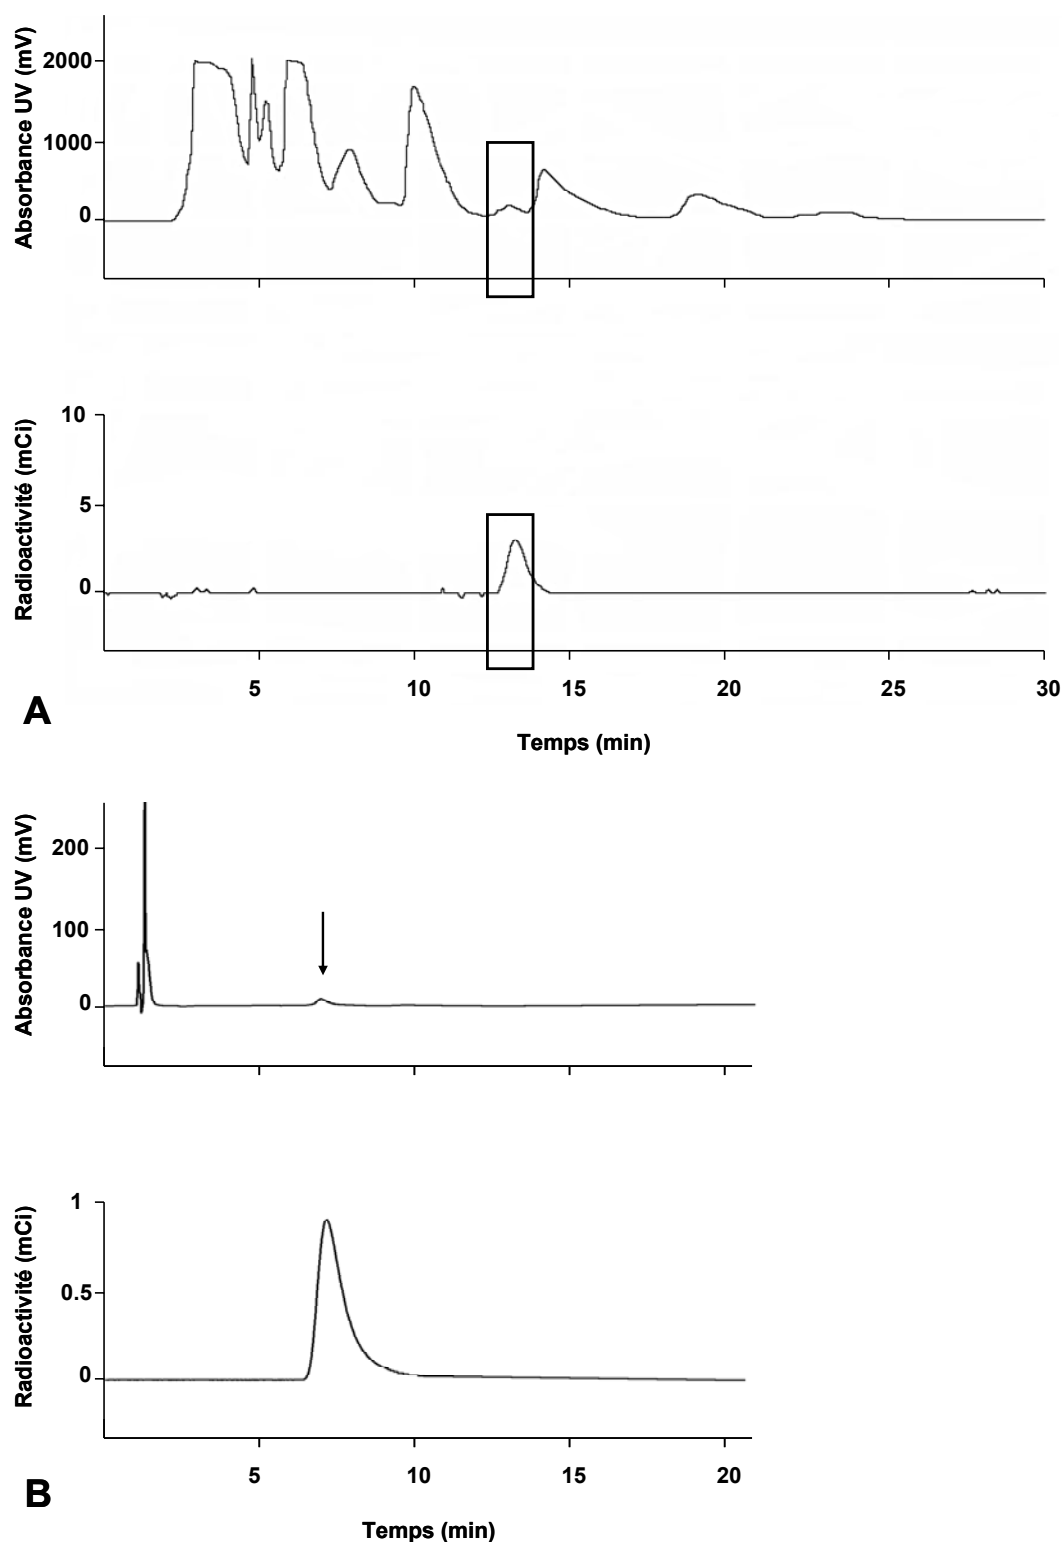 Absorbance UV (mV)
2000
1000
0
Radioactivité (mCi)
10
5
0
5 10 15 20 25 30
A
Temps (min)
Absorbance UV (mV)
200
100
0
Radioactivité (mCi)
1
0.5
0
5 10 15 20
B
Temps (min)